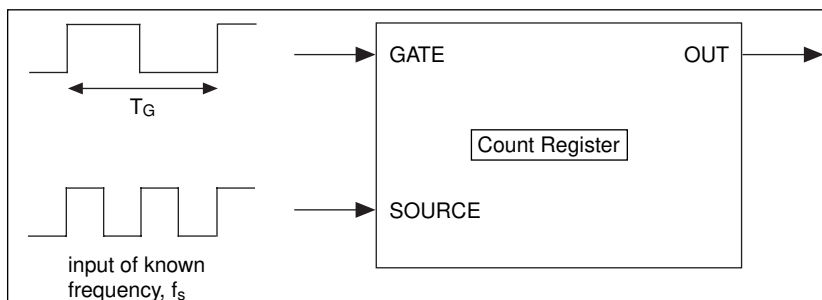 GATE
OUT
T_G
Count Register
SOURCE
input of known
frequency, f_s